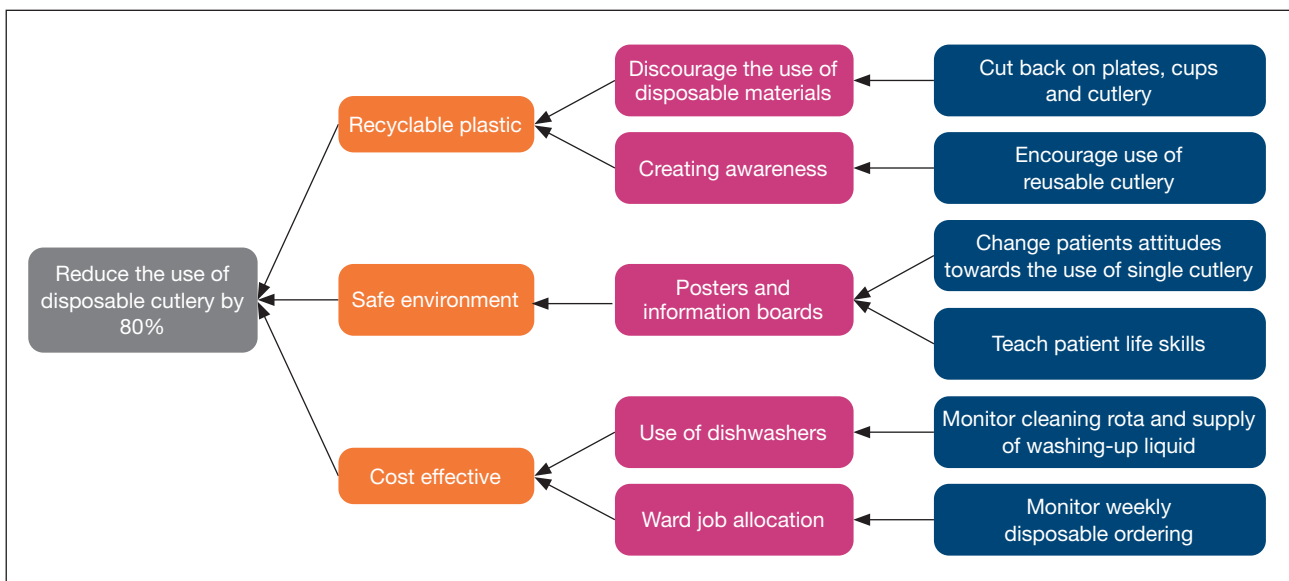 Reduce the use of
disposable cutlery by
80%
Recyclable plastic
Safe environment
Cost effective
Discourage the use of
disposable materials
Creating awareness
Posters and
information boards
Use of dishwashers
Ward job allocation
Cut back on plates, cups
and cutlery
Encourage use of
reusable cutlery
Change patients attitudes
towards the use of single cutlery
Teach patient life skills
Monitor cleaning rota and supply
of washing-up liquid
Monitor weekly
disposable ordering